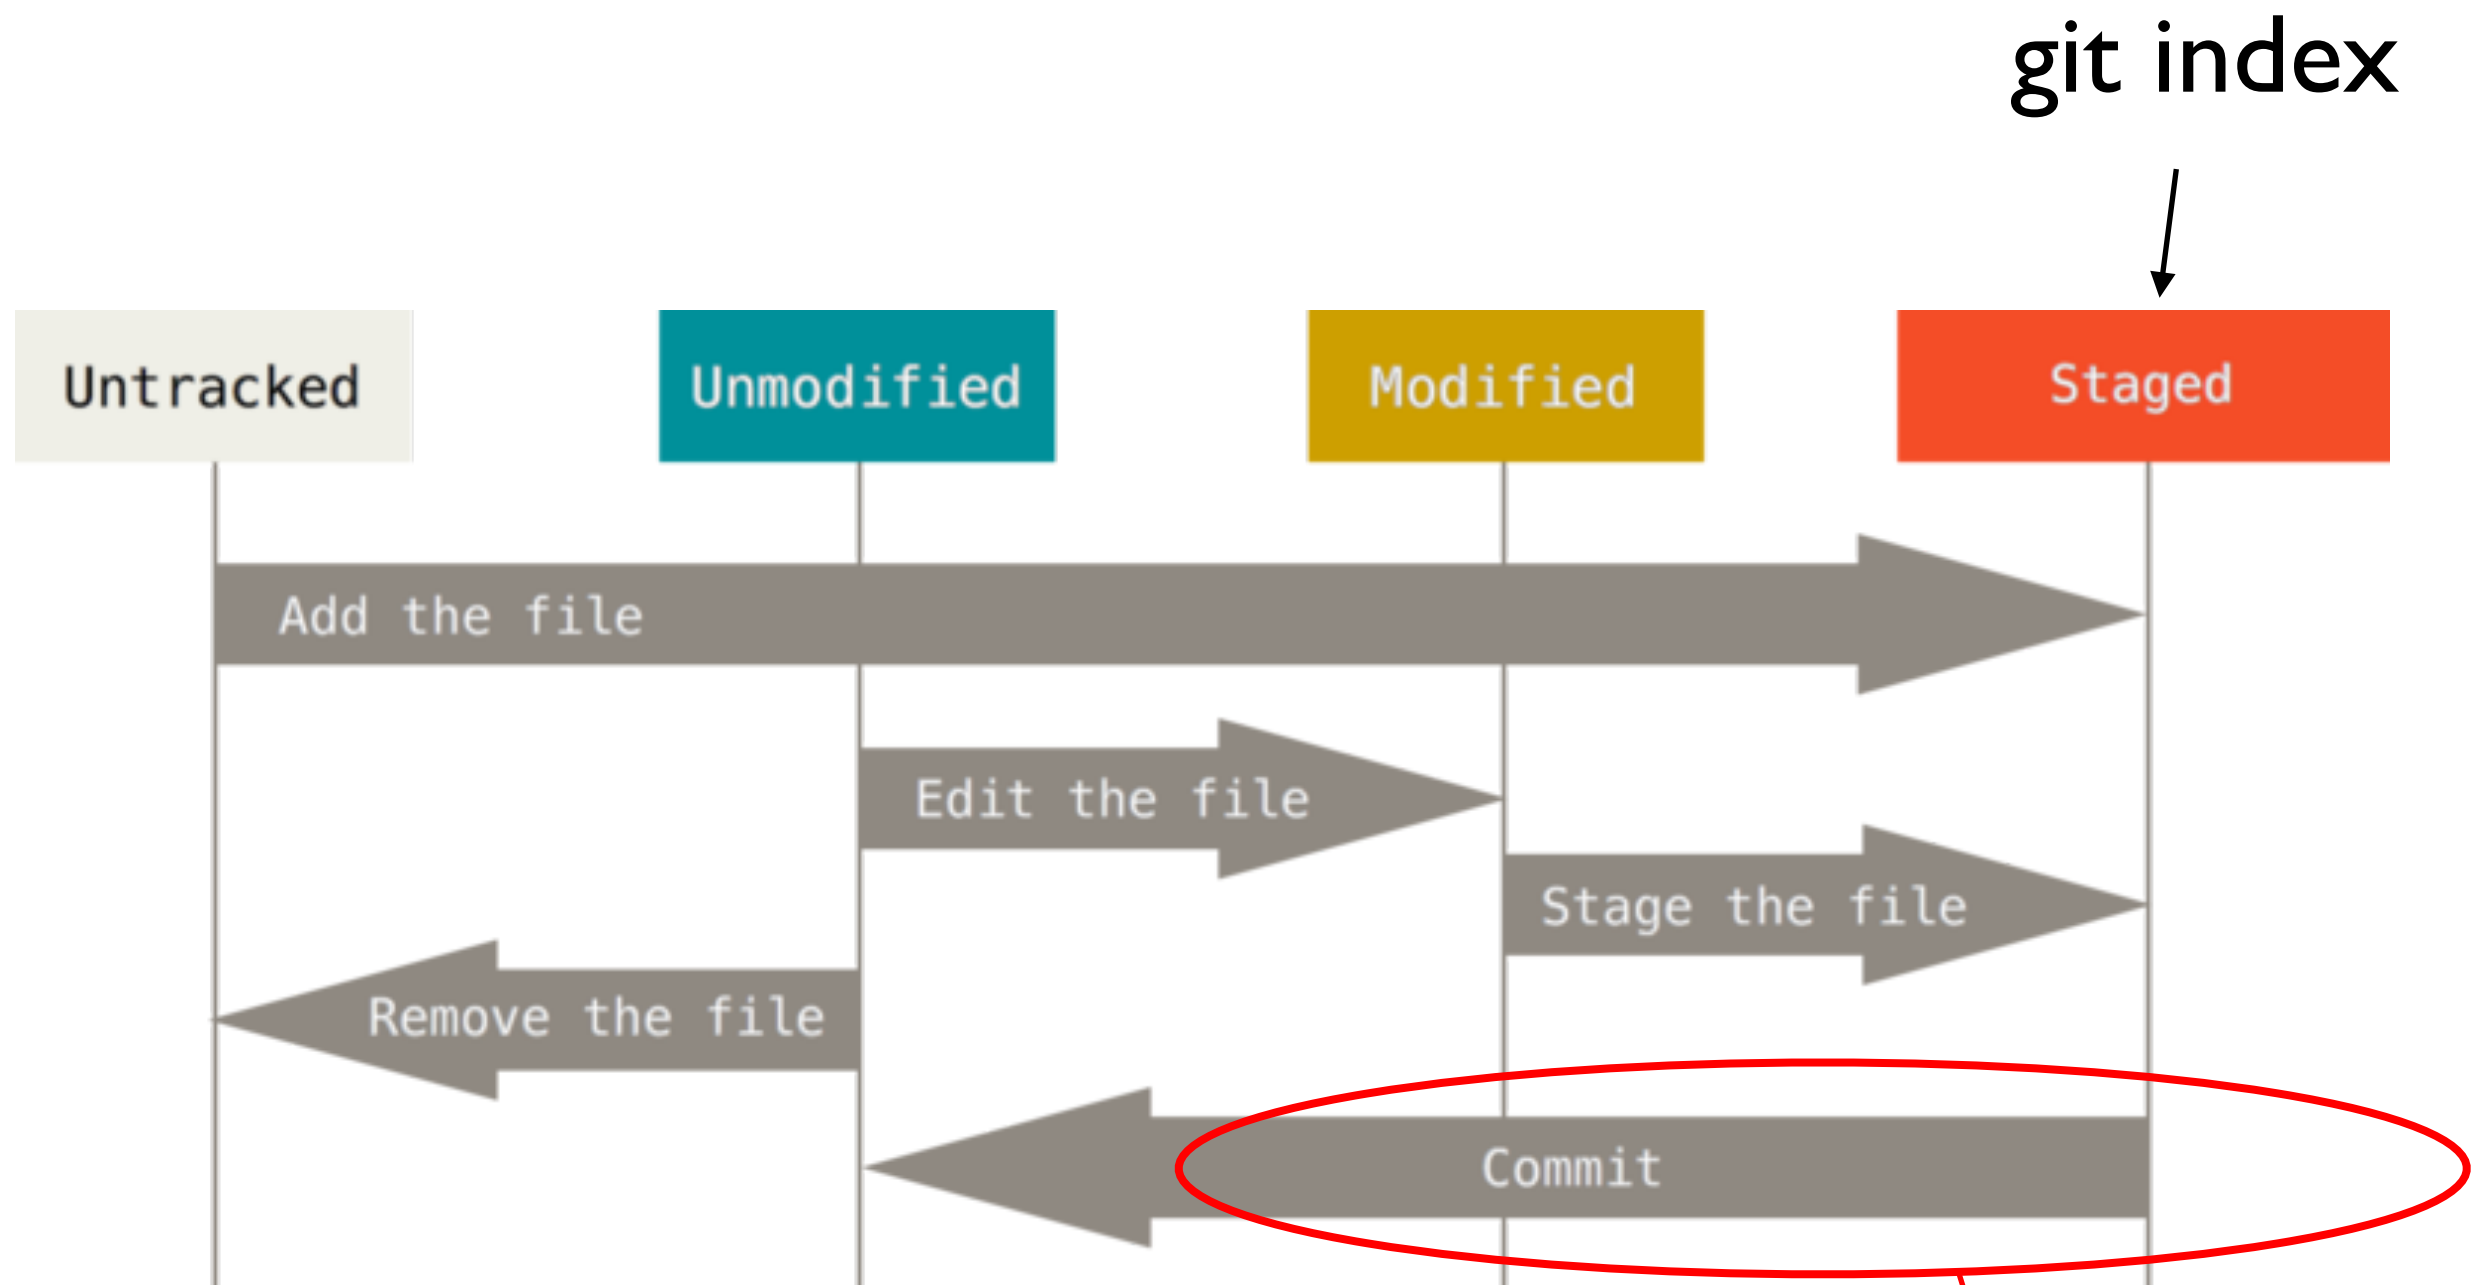 git index
Untracked
Unmodified
Modified
Staged
Add the file
Edit the file
Stage the file
Remove the file
Commit